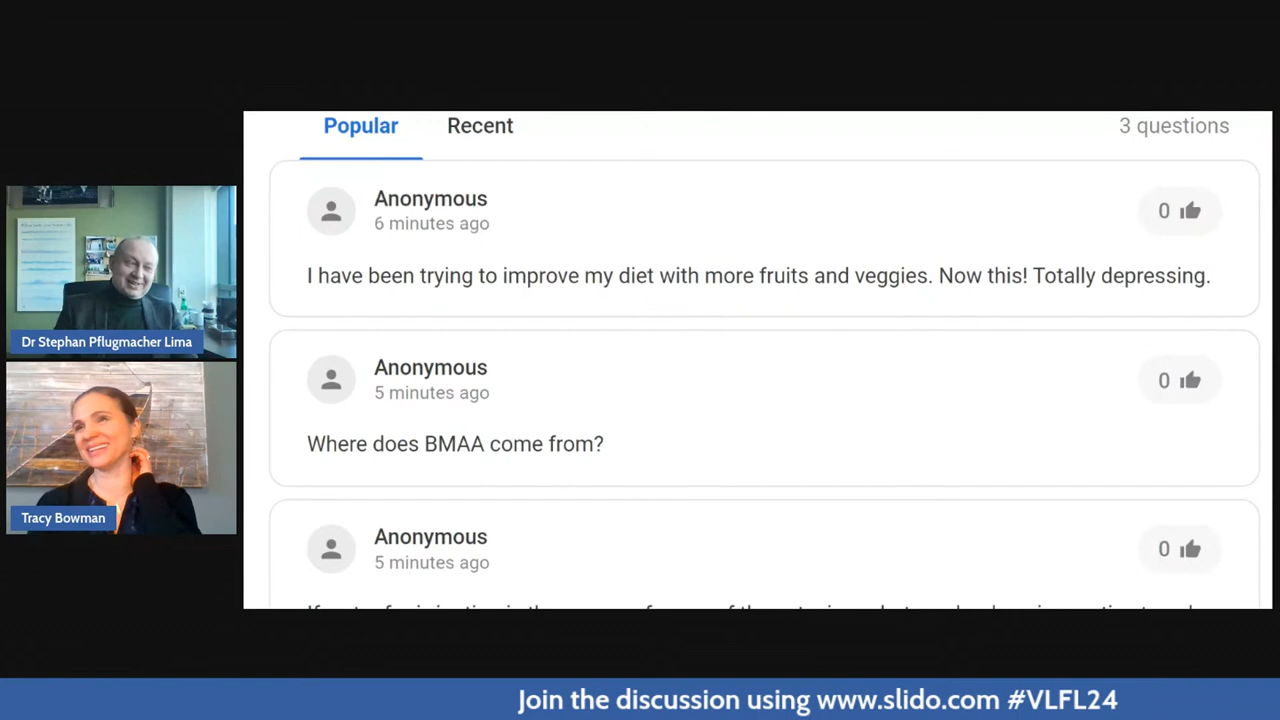 Popular
Recent
3 questions
Anonymous
6 minutes ago
0
I have been trying to improve my diet with more fruits and veggies. Now this! Totally depressing.
Anonymous
5 minutes ago
0
Where does BMAA come from?
Anonymous
5 minutes ago
0
Dr Stephan Pflugmacher Lima
Tracy Bowman
Join the discussion using www.slido.com #VLFL24